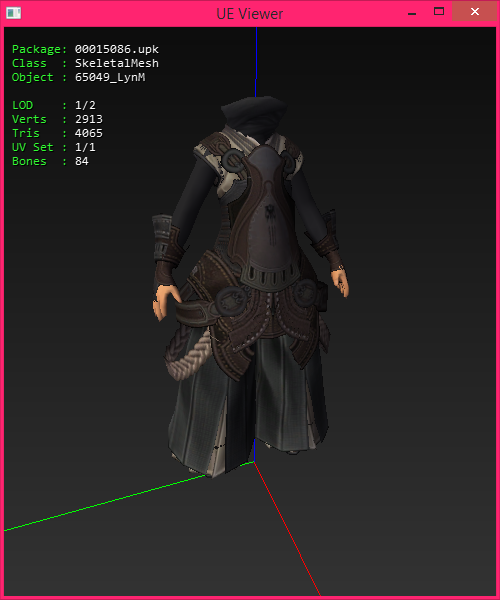 UE Viewer
Package: 00015086.upk
Class  : SkeletalMesh
Object : 65049_LynM
LOD    : 1/2
Verts  : 2913
Tris   : 4065
UV Set : 1/1
Bones  : 84